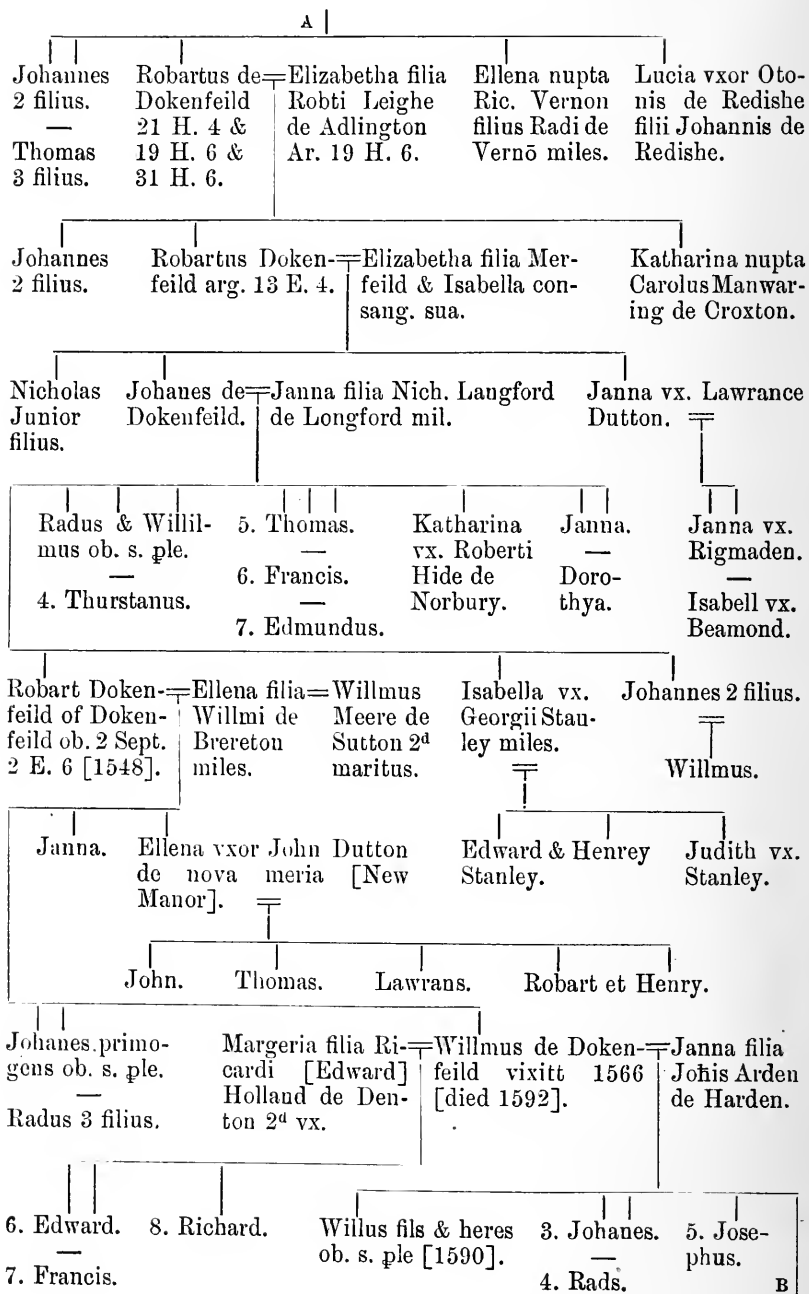 A
Johannes
2 filius.
—
Thomas
3 filius.
Robartus de
Dokenfeild
21 H. 4 &
19 H. 6 &
31 H. 6.
Elizabetha filia
Robti Leighe
de Adlington
Ar. 19 H. 6.
Ellena nupta
Ric. Vernon
filius Radi de
Vernō miles.
Lucia vxor Oto-
nis de Redishe
filii Johannis de
Redishe.
Johannes
2 filius.
Robartus Doken-
feild arg. 13 E. 4.
Elizabetha filia Mer-
feild & Isabella con-
sang. sua.
Katharina nupta
Carolus Manwar-
ing de Croxton.
Nicholas
Junior
filius.
Johanes de
Dokenfeild.
Janna filia Nich. Langford
de Longford mil.
Janna vx. Lawrance
Dutton.
Radus & Willil-
mus ob. s. ple.
—
4. Thurstanus.
5. Thomas.
—
6. Francis.
—
7. Edmundus.
Katharina
vx. Roberti
Hide de
Norbury.
Janna.
—
Doro-
thya.
Janna vx.
Rigmaden.
—
Isabell vx.
Beamond.
Robart Doken-
feild of Doken-
feild ob. 2 Sept.
2 E. 6 [1548].
Ellena filia
Willmi de
Brereton
miles.
Willmus
Meere de
Sutton 2d
maritus.
Isabella vx.
Georgii Stan-
ley miles.
Johannes 2 filius.
Willmus.
Janna.
Ellena vxor John Dutton
de nova meria [New
Manor].
Edward & Henrey
Stanley.
Judith vx.
Stanley.
John.
Thomas.
Lawrans.
Robart et Henry.
Johanes primo-
gens ob. s. ple.
—
Radus 3 filius.
Margeria filia Ri-
cardi [Edward]
Holland de Den-
ton 2d vx.
Willmus de Doken-
feild vixitt 1566
[died 1592].
Janna filia
Joħis Arden
de Harden.
6. Edward.
—
7. Francis.
8. Richard.
Willus fils & heres
ob. s. ple [1590].
3. Johanes.
—
4. Rads.
5. Jose-
phus.
B